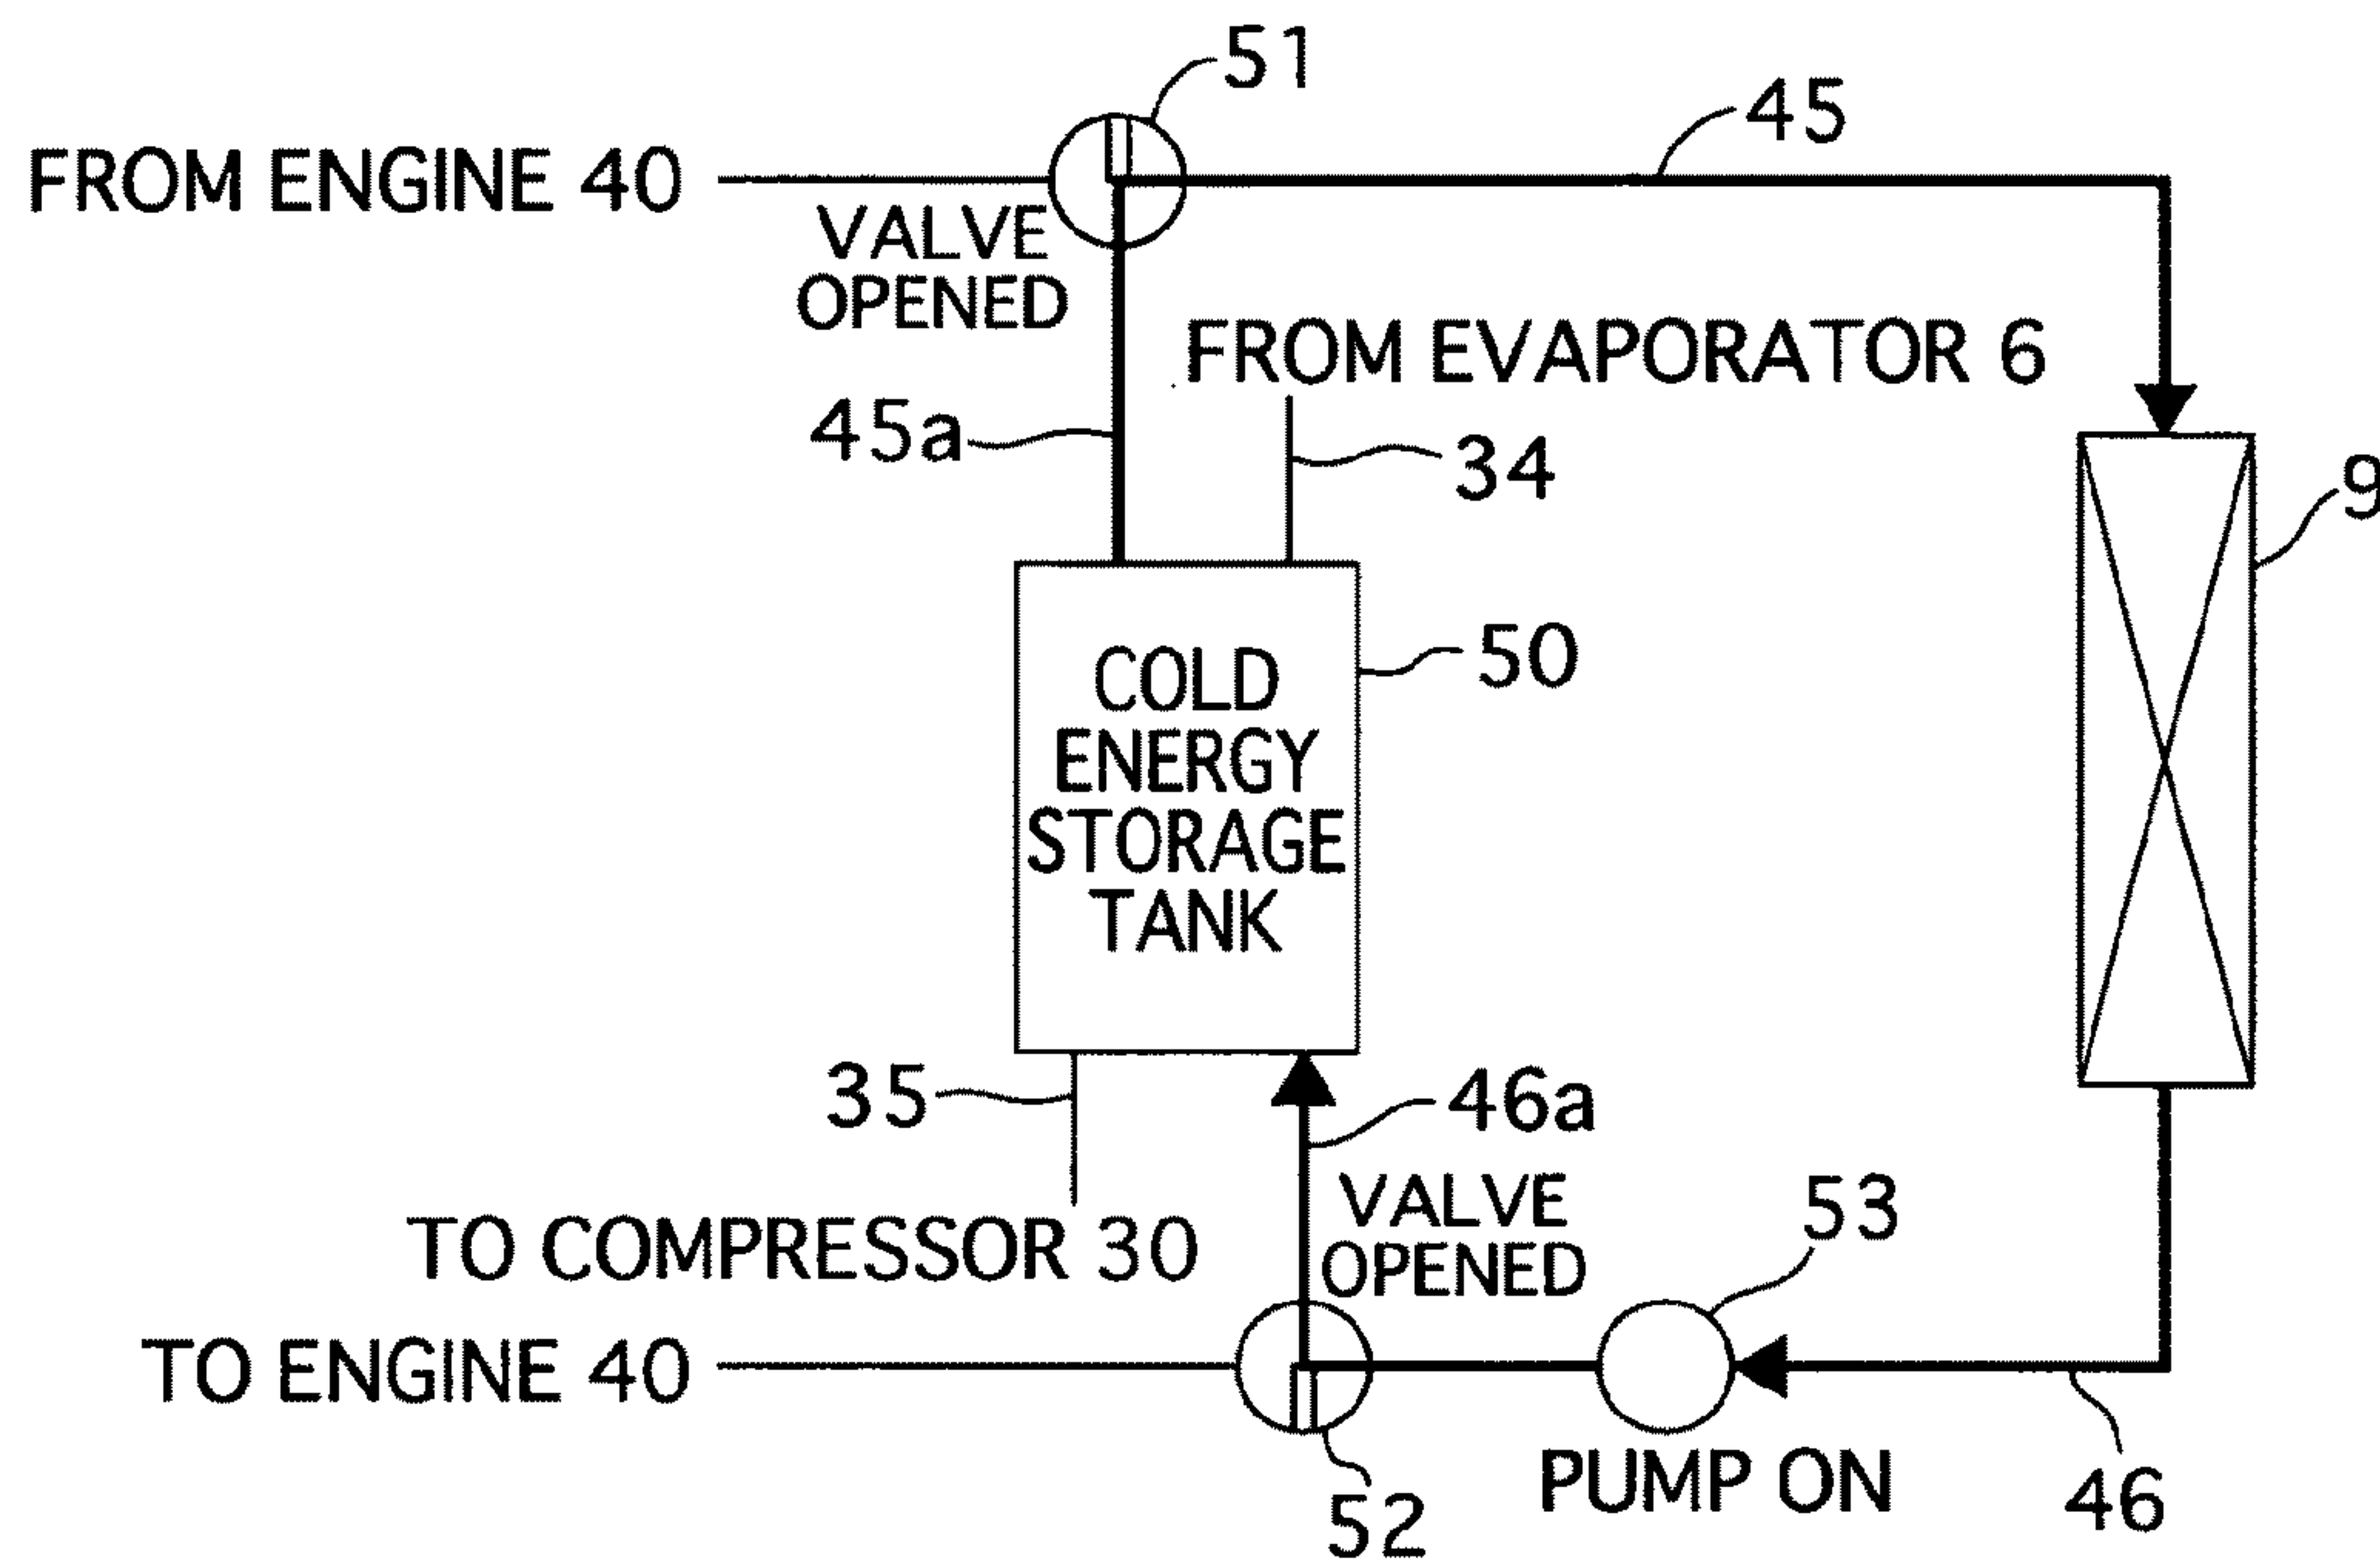 51
45
FROM ENGINE 40
VALVE
OPENED
FROM EVAPORATOR 6
45a
34
9
COLD
ENERGY
STORAGE
TANK
50
35
46a
VALVE
OPENED
53
TO COMPRESSOR 30
TO ENGINE 40
PUMP ON
52
46